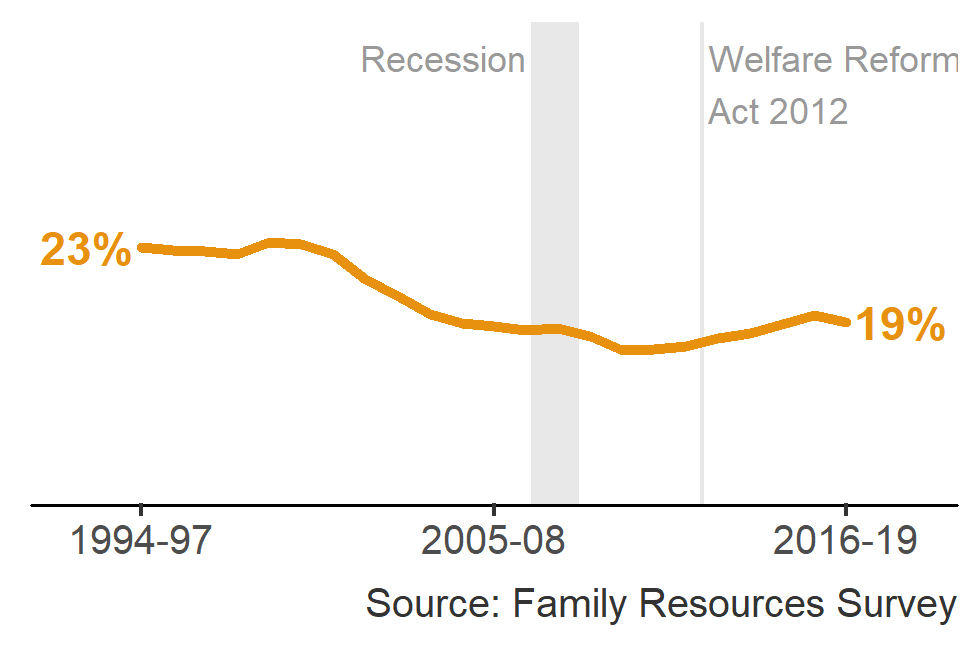 Recession
Welfare Reform
Act 2012
23%
19%
1994-97
2005-08
2016-19
Source: Family Resources Survey